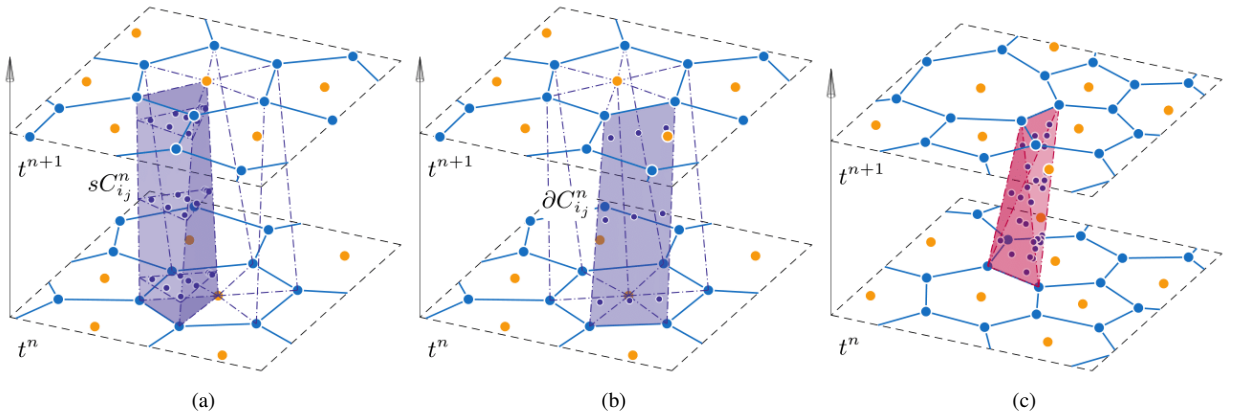 t^{n+1}
sC^n_{i_j}
t^n
(a)
t^{n+1}
∂C^n_{i_j}
t^n
(b)
t^{n+1}
t^n
(c)